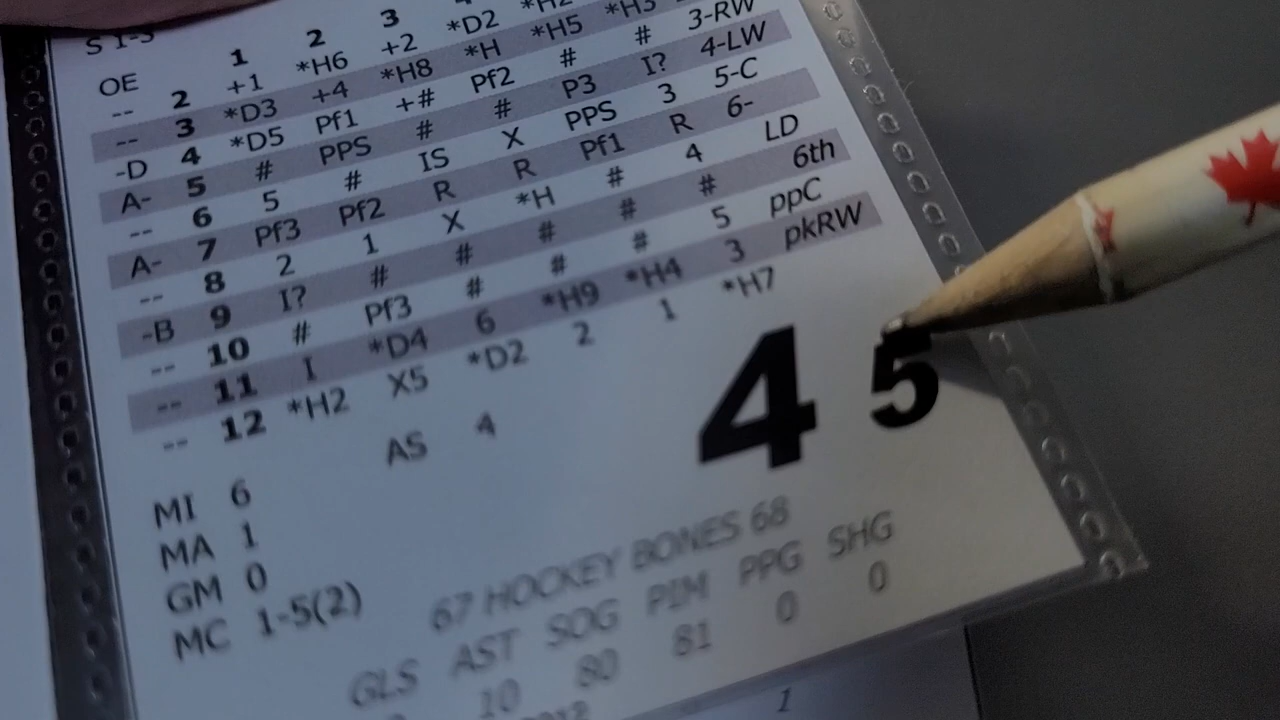 S 1-3
OE 1 2 3
-- 2 +1 *H6 +2 *D2 *H2
-- 3 *D3 +4 *H8 *H *H5 *H3
-D 4 *D5 Pf1 +# Pf2 # # 3-RW
A- 5 # PPS # # P3 I? 4-LW
-- 6 5 # IS X PPS 3 5-C
A- 7 Pf3 Pf2 R R Pf1 R 6-
-- 8 2 1 X *H # 4 LD
-B 9 I? # # # # # 6th
-- 10 # Pf3 # # # 5 ppC
-- 11 I *D4 6 *H9 *H4 3 pkRW
-- 12 *H2 X5 *D2 2 1 *H7
AS 4
4 5
MI 6
MA 1
GM 0
MC 1-5(2)
67 HOCKEY BONES 68
GLS AST SOG PIM PPG SHG
10 80 81 0 0
1